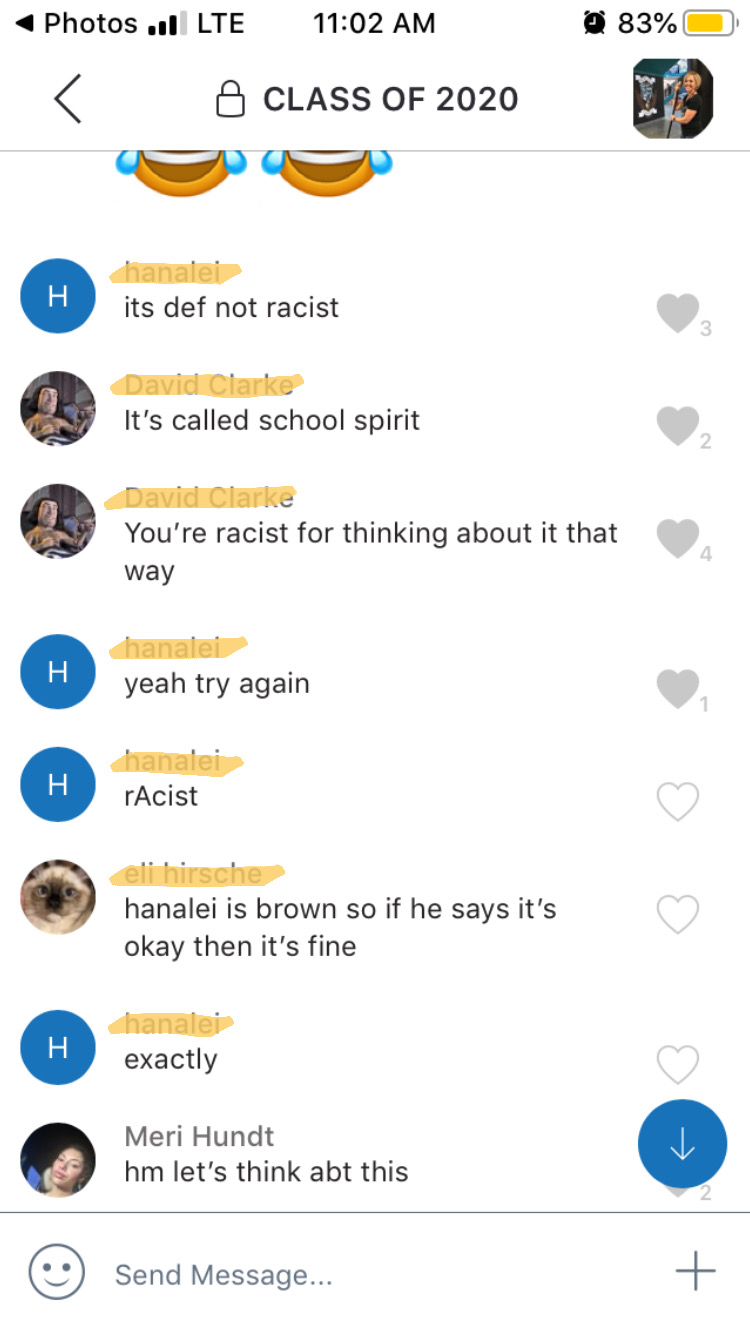 Photos LTE 11:02 AM 83%
CLASS OF 2020
H
hanalei
its def not racist
3
David Clarke
It's called school spirit
2
David Clarke
You're racist for thinking about it that
way
4
H
hanalei
yeah try again
1
H
hanalei
rAcist
eli hirsche
hanalei is brown so if he says it's
okay then it's fine
H
hanalei
exactly
Meri Hundt
hm let's think abt this
2
Send Message...